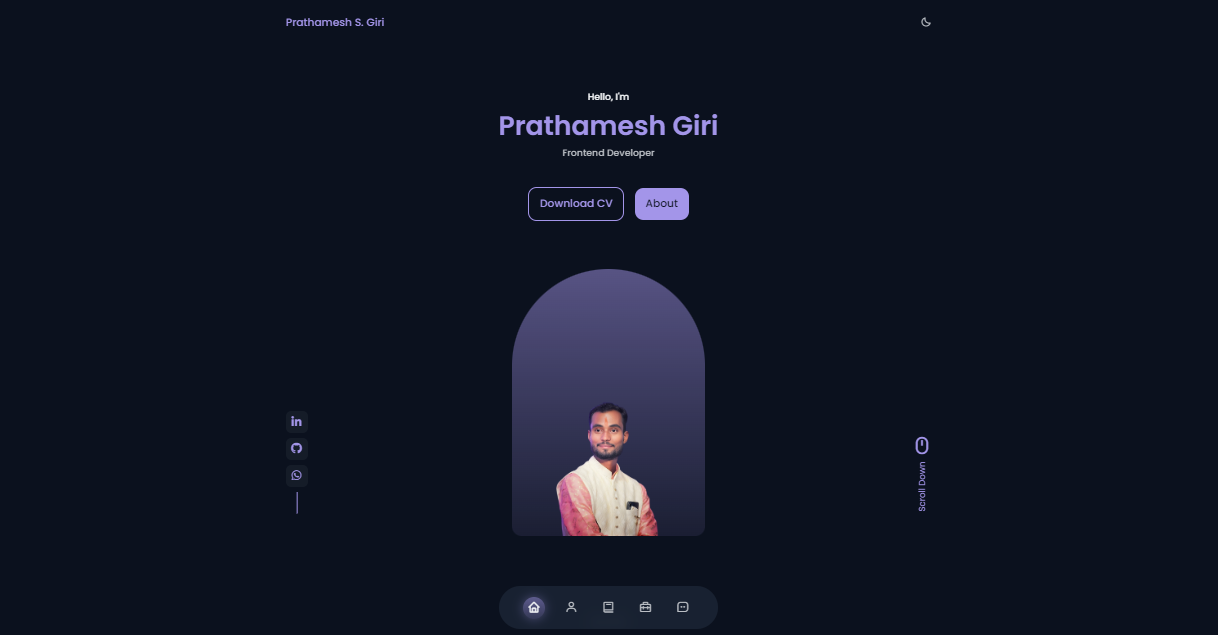 Prathamesh S. Giri
Hello, I'm
Prathamesh Giri
Frontend Developer
Download CV
About
in
Scroll Down